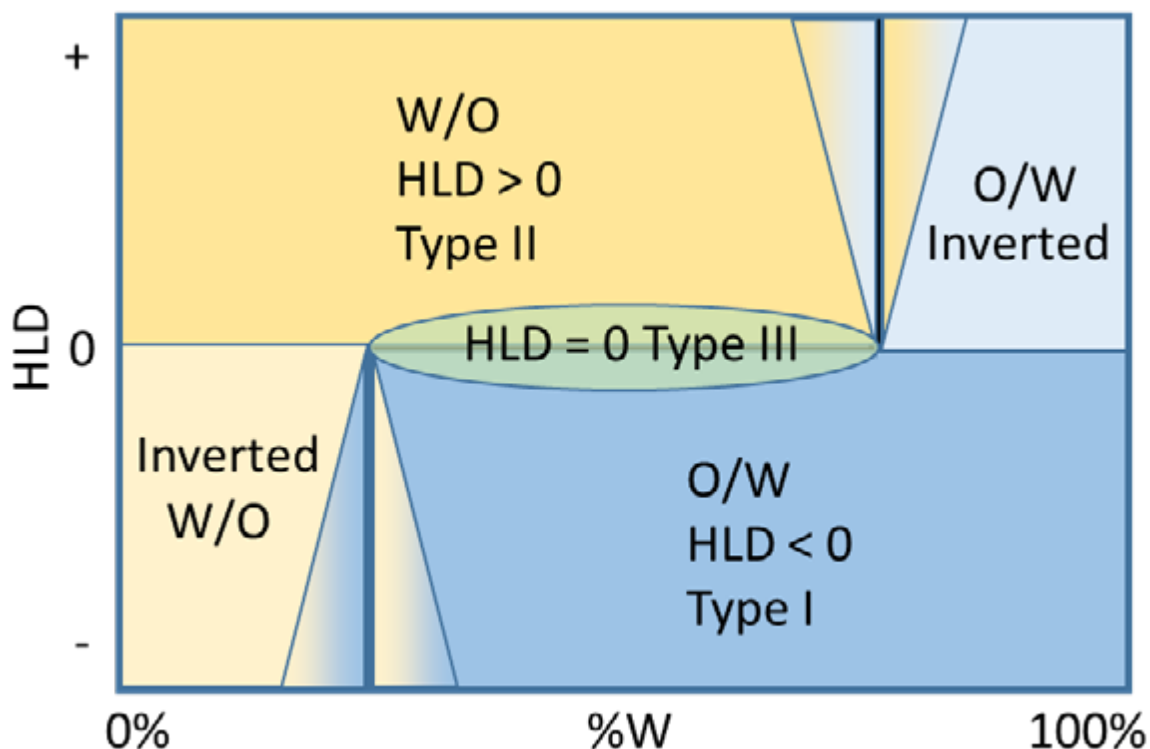 +
W/O
HLD > 0
Type II
O/W
Inverted
HLD
0
HLD = 0 Type III
Inverted
W/O
O/W
HLD < 0
Type I
-
0%
%W
100%